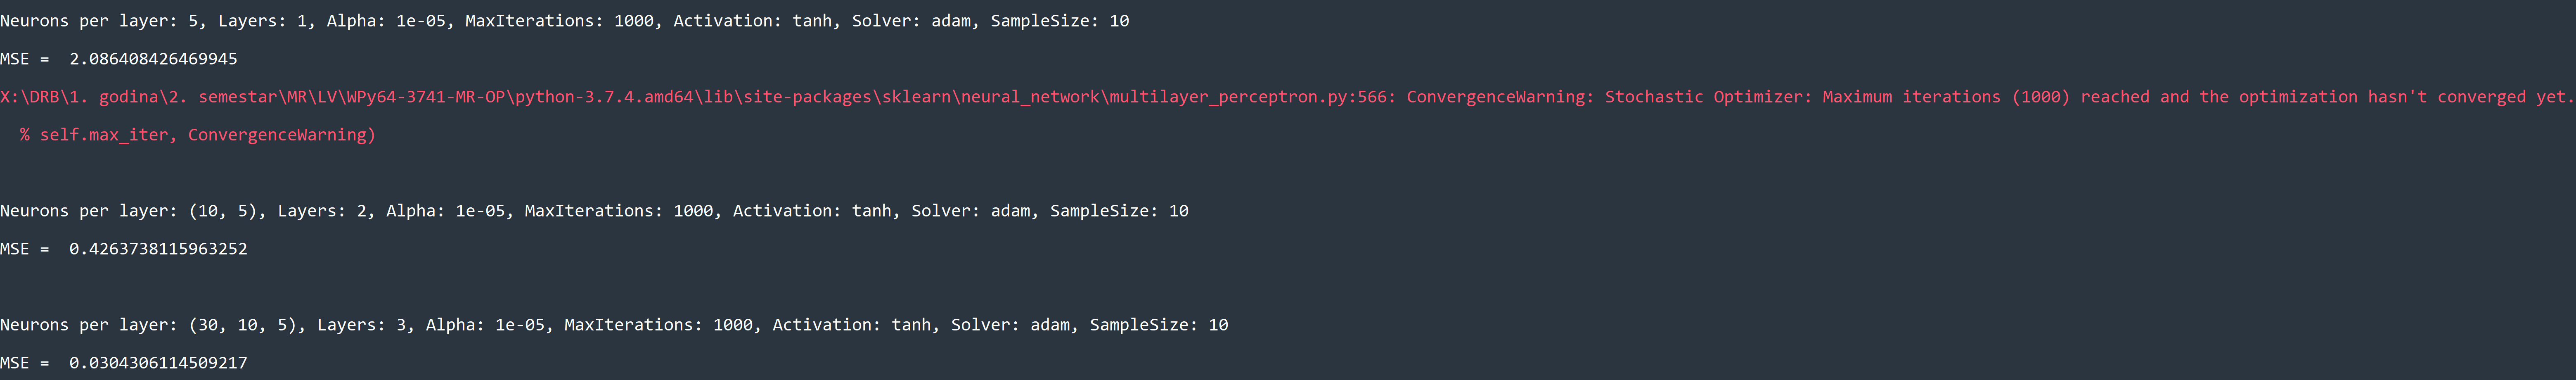 Neurons per layer: 5, Layers: 1, Alpha: 1e-05, MaxIterations: 1000, Activation: tanh, Solver: adam, SampleSize: 10
MSE =  2.086408426469945
X:\DRB\1. godina\2. semestar\MR\LV\WPy64-3741-MR-OP\python-3.7.4.amd64\lib\site-packages\sklearn\neural_network\multilayer_perceptron.py:566: ConvergenceWarning: Stochastic Optimizer: Maximum iterations (1000) reached and the optimization hasn't converged yet.
  % self.max_iter, ConvergenceWarning)
Neurons per layer: (10, 5), Layers: 2, Alpha: 1e-05, MaxIterations: 1000, Activation: tanh, Solver: adam, SampleSize: 10
MSE =  0.4263738115963252
Neurons per layer: (30, 10, 5), Layers: 3, Alpha: 1e-05, MaxIterations: 1000, Activation: tanh, Solver: adam, SampleSize: 10
MSE =  0.0304306114509217